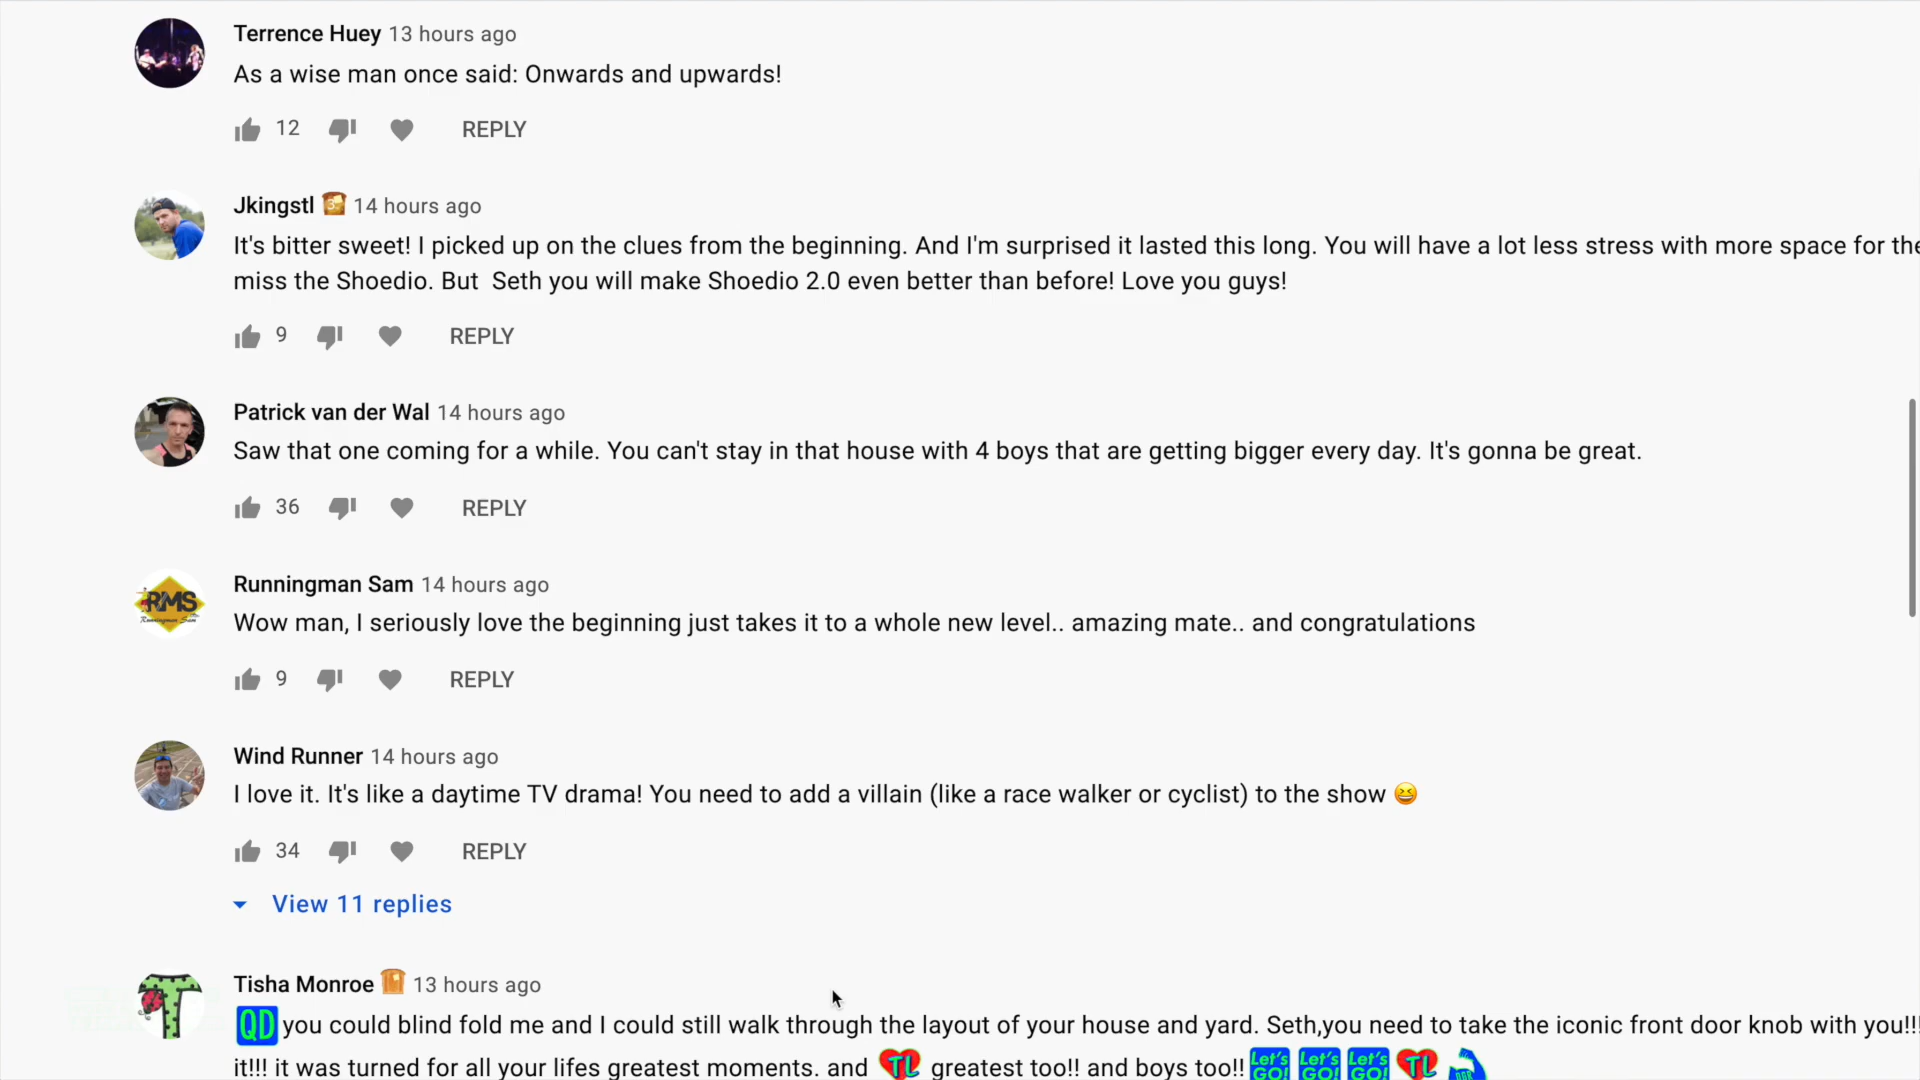 Terrence Huey 13 hours ago
As a wise man once said: Onwards and upwards!
12 REPLY
Jkingstl 14 hours ago
It's bitter sweet! I picked up on the clues from the beginning. And I'm surprised it lasted this long. You will have a lot less stress with more space for the
miss the Shoedio. But  Seth you will make Shoedio 2.0 even better than before! Love you guys!
9 REPLY
Patrick van der Wal 14 hours ago
Saw that one coming for a while. You can't stay in that house with 4 boys that are getting bigger every day. It's gonna be great.
36 REPLY
RMS
Runningman Sam
Runningman Sam 14 hours ago
Wow man, I seriously love the beginning just takes it to a whole new level.. amazing mate.. and congratulations
9 REPLY
Wind Runner 14 hours ago
I love it. It's like a daytime TV drama! You need to add a villain (like a race walker or cyclist) to the show 😆
34 REPLY
View 11 replies
T
Tisha Monroe 13 hours ago
QD you could blind fold me and I could still walk through the layout of your house and yard. Seth,you need to take the iconic front door knob with you!!!
it!!! it was turned for all your lifes greatest moments. and TL greatest too!! and boys too!! LET'S GO! LET'S GO! LET'S GO! TL